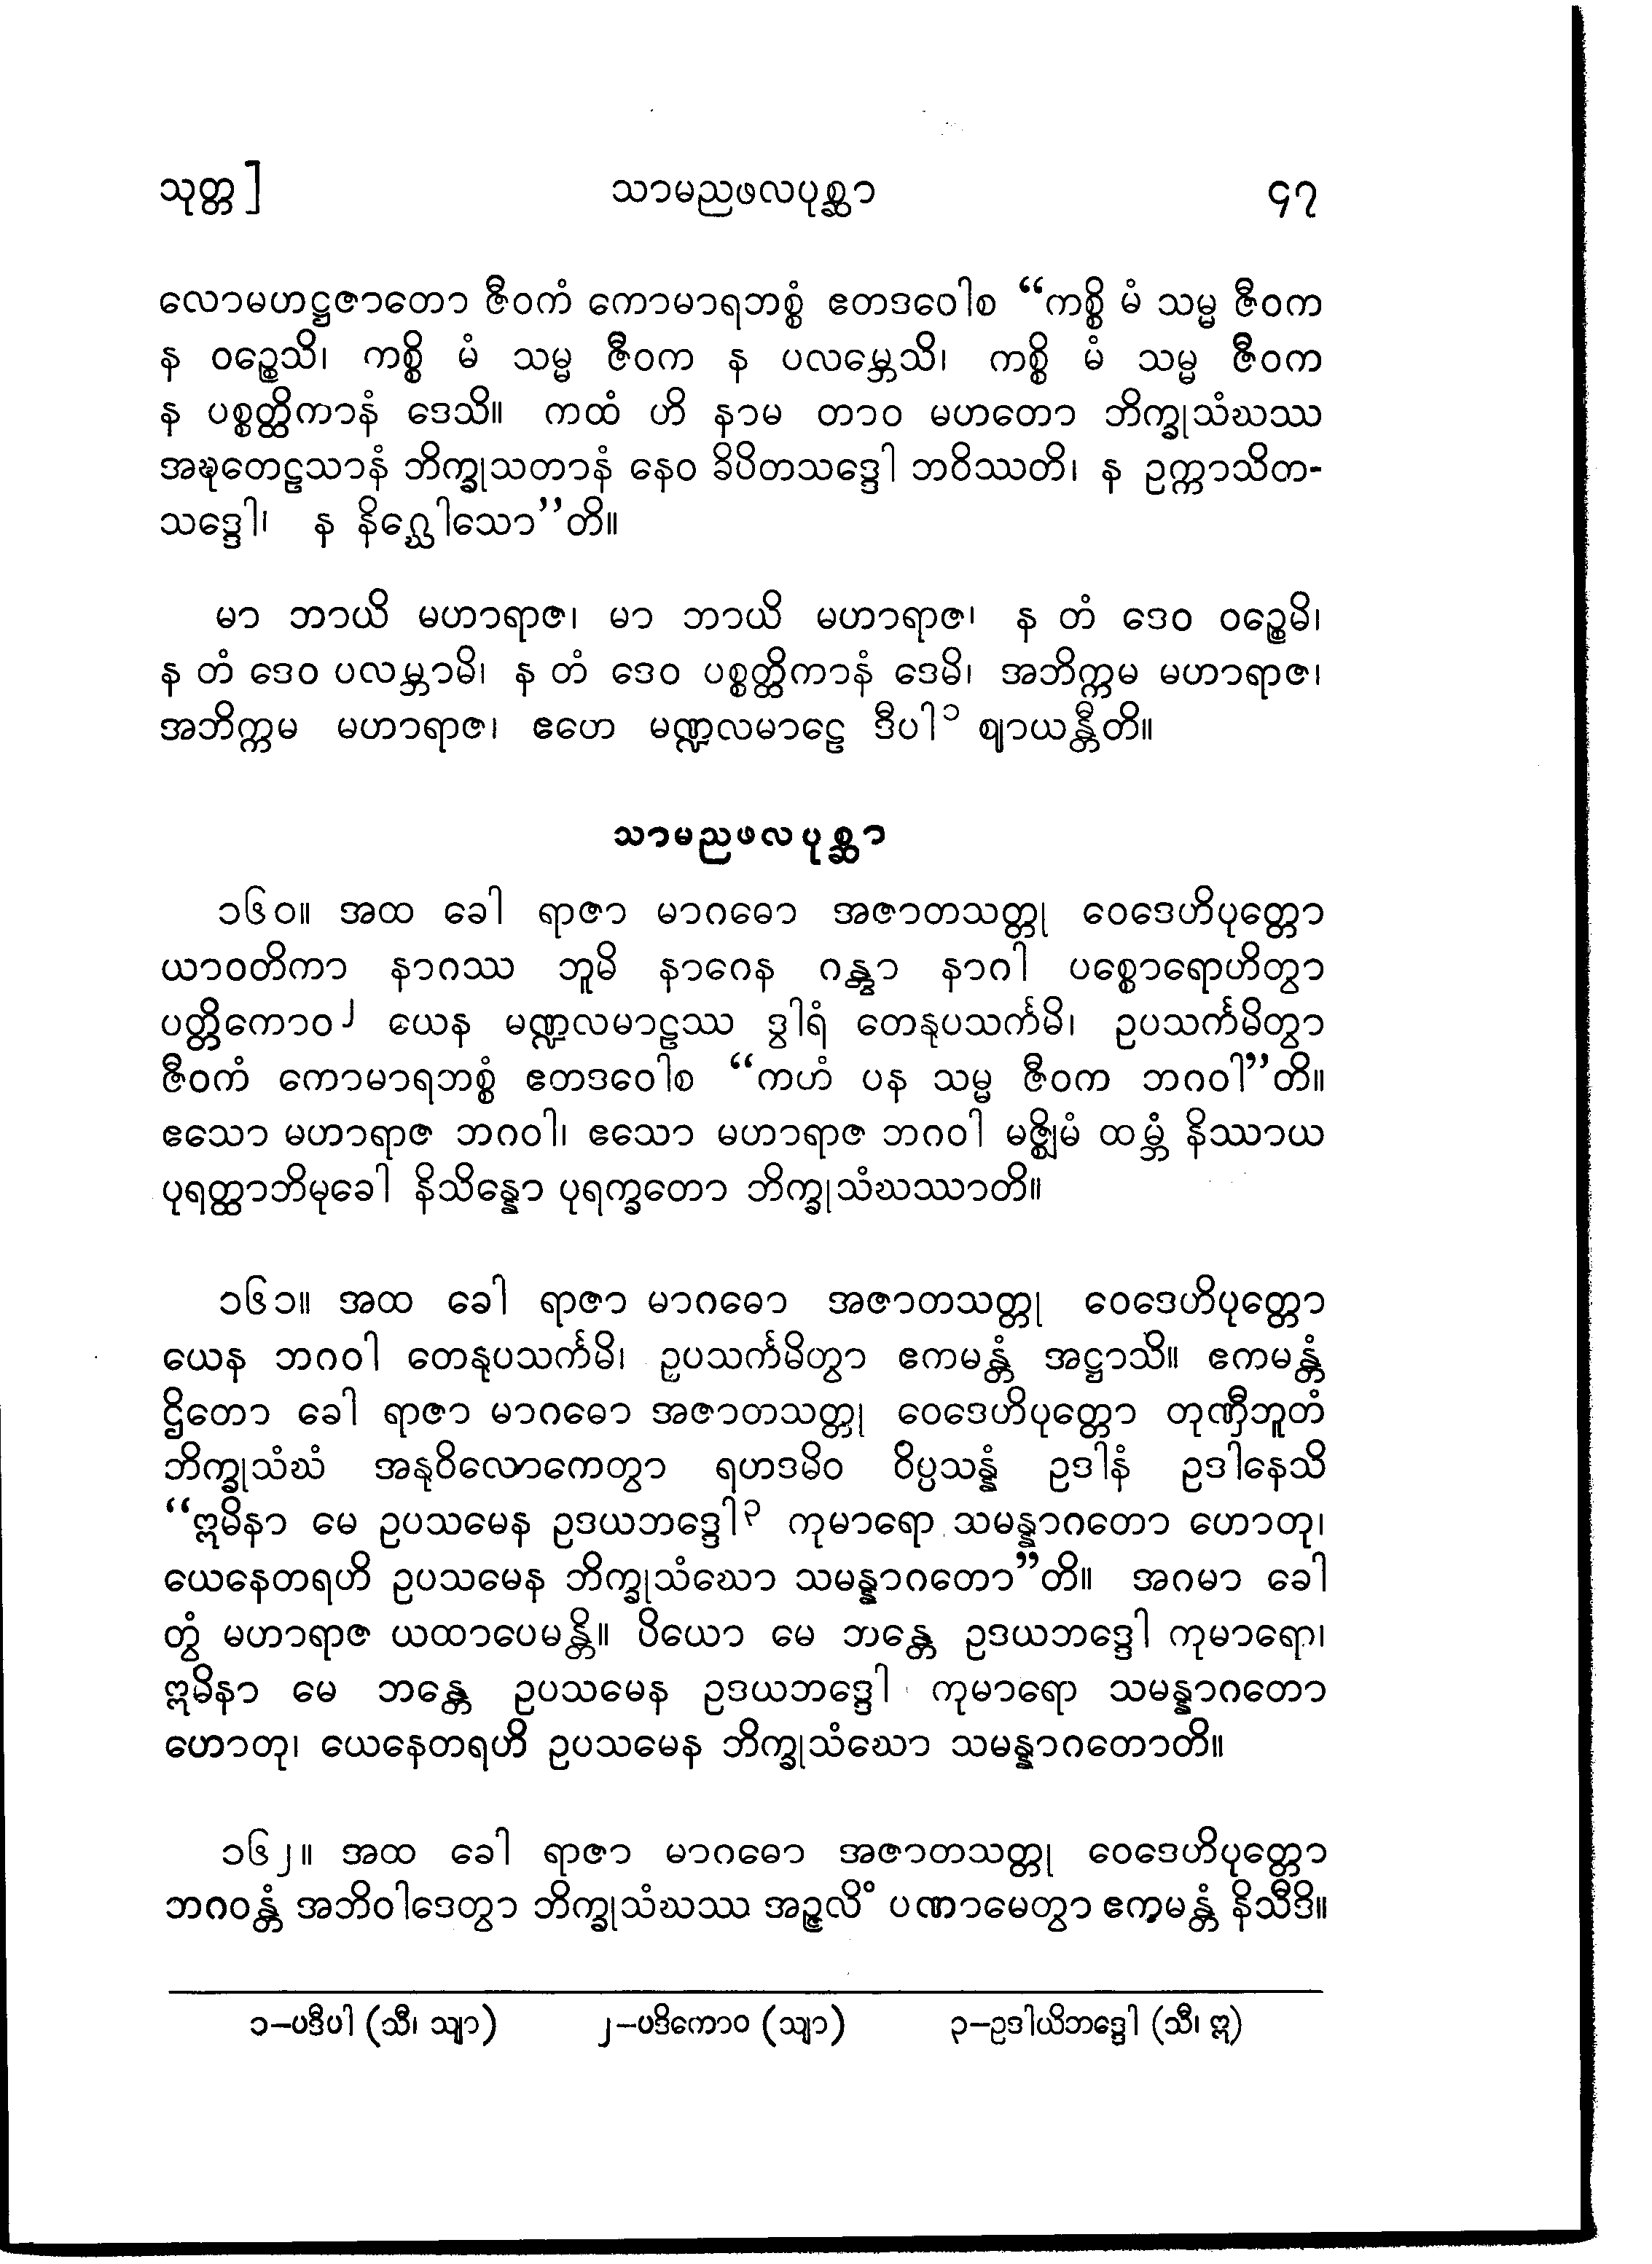 သုတ္တ] သာမညဖလပုစ္ဆာ ၄၇
လောမဟဋ္ဌဇာတော ဇီဝကံ ကောမာရဘစ္စံ ဧတဒဝေါစ “ကစ္စိ မံ သမ္မ ဇီဝက
န ဝဉ္စေသိ၊ ကစ္စိ မံ သမ္မ ဇီဝက န ပလမ္ဘေသိ၊ ကစ္စိ မံ သမ္မ ဇီဝက
န ပစ္စတ္ထိကာနံ ဒေသိ။ ကထံ ဟိ နာမ တာဝ မဟတော ဘိက္ခုသံဃဿ
အဍ္ဎတေဠသာနံ ဘိက္ခုသတာနံ နေဝ ခိပိတသဒ္ဒေါ ဘဝိဿတိ၊ န ဥက္ကာသိတ-
သဒ္ဒေါ၊ န နိဂ္ဃေါသော”တိ။
မာ ဘာယိ မဟာရာဇ၊ မာ ဘာယိ မဟာရာဇ၊ န တံ ဒေဝ ဝဉ္စေမိ၊
န တံ ဒေဝ ပလမ္ဘာမိ၊ န တံ ဒေဝ ပစ္စတ္ထိကာနံ ဒေမိ၊ အဘိက္ကမ မဟာရာဇ၊
အဘိက္ကမ မဟာရာဇ၊ ဧဟေ မဏ္ဍလမာဠေ ဒီပါ၁ ဈာယန္တီတိ။
သာမညဖလပုစ္ဆာ
၁၆၀။ အထ ခေါ ရာဇာ မာဂဓော အဇာတသတ္တု ဝေဒေဟိပုတ္တော
ယာဝတိကာ နာဂဿ ဘူမိ နာဂေန ဂန္တွာ နာဂါ ပစ္စောရောဟိတွာ
ပတ္တိကောဝ၂ ယေန မဏ္ဍလမာဠဿ ဒွါရံ တေနုပသင်္ကမိ၊ ဥပသင်္ကမိတွာ
ဇီဝကံ ကောမာရဘစ္စံ ဧတဒဝေါစ “ကဟံ ပန သမ္မ ဇီဝက ဘဂဝါ”တိ။
ဧသော မဟာရာဇ ဘဂဝါ၊ ဧသော မဟာရာဇ ဘဂဝါ မဇ္ဈိမံ ထမ္ဘံ နိဿာယ
ပုရတ္ထာဘိမုခေါ နိသိန္နော ပုရက္ခတော ဘိက္ခုသံဃဿာတိ။
၁၆၁။ အထ ခေါ ရာဇာ မာဂဓော အဇာတသတ္တု ဝေဒေဟိပုတ္တော
ယေန ဘဂဝါ တေနုပသင်္ကမိ၊ ဥပသင်္ကမိတွာ ဧကမန္တံ အဋ္ဌာသိ။ ဧကမန္တံ
ဌိတော ခေါ ရာဇာ မာဂဓော အဇာတသတ္တု ဝေဒေဟိပုတ္တော တုဏှီဘူတံ
ဘိက္ခုသံဃံ အနုဝိလောကေတွာ ရဟဒမိဝ ဝိပ္ပသန္နံ ဥဒါနံ ဥဒါနေသိ
“ဣမိနာ မေ ဥပသမေန ဥဒယဘဒ္ဒေါ၃ ကုမာရော သမန္နာဂတော ဟောတု၊
ယေနေတရဟိ ဥပသမေန ဘိက္ခုသံဃော သမန္နာဂတော”တိ။ အဂမာ ခေါ
တွံ မဟာရာဇ ယထာပေမန္တိ။ ပိယော မေ ဘန္တေ ဥဒယဘဒ္ဒေါ ကုမာရော၊
ဣမိနာ မေ ဘန္တေ ဥပသမေန ဥဒယဘဒ္ဒေါ ကုမာရော သမန္နာဂတော
ဟောတု၊ ယေနေတရဟိ ဥပသမေန ဘိက္ခုသံဃော သမန္နာဂတောတိ။
၁၆၂။ အထ ခေါ ရာဇာ မာဂဓော အဇာတသတ္တု ဝေဒေဟိပုတ္တော
ဘဂဝန္တံ အဘိဝါဒေတွာ ဘိက္ခုသံဃဿ အဉ္ဇလိံ ပဏာမေတွာ ဧကမန္တံ နိသီဒိ။
၁-ပဒီပါ (သီ၊ သျာ) ၂-ပဒိကောဝ (သျာ) ၃-ဥဒါယိဘဒ္ဒေါ (သီ၊ ဣ)